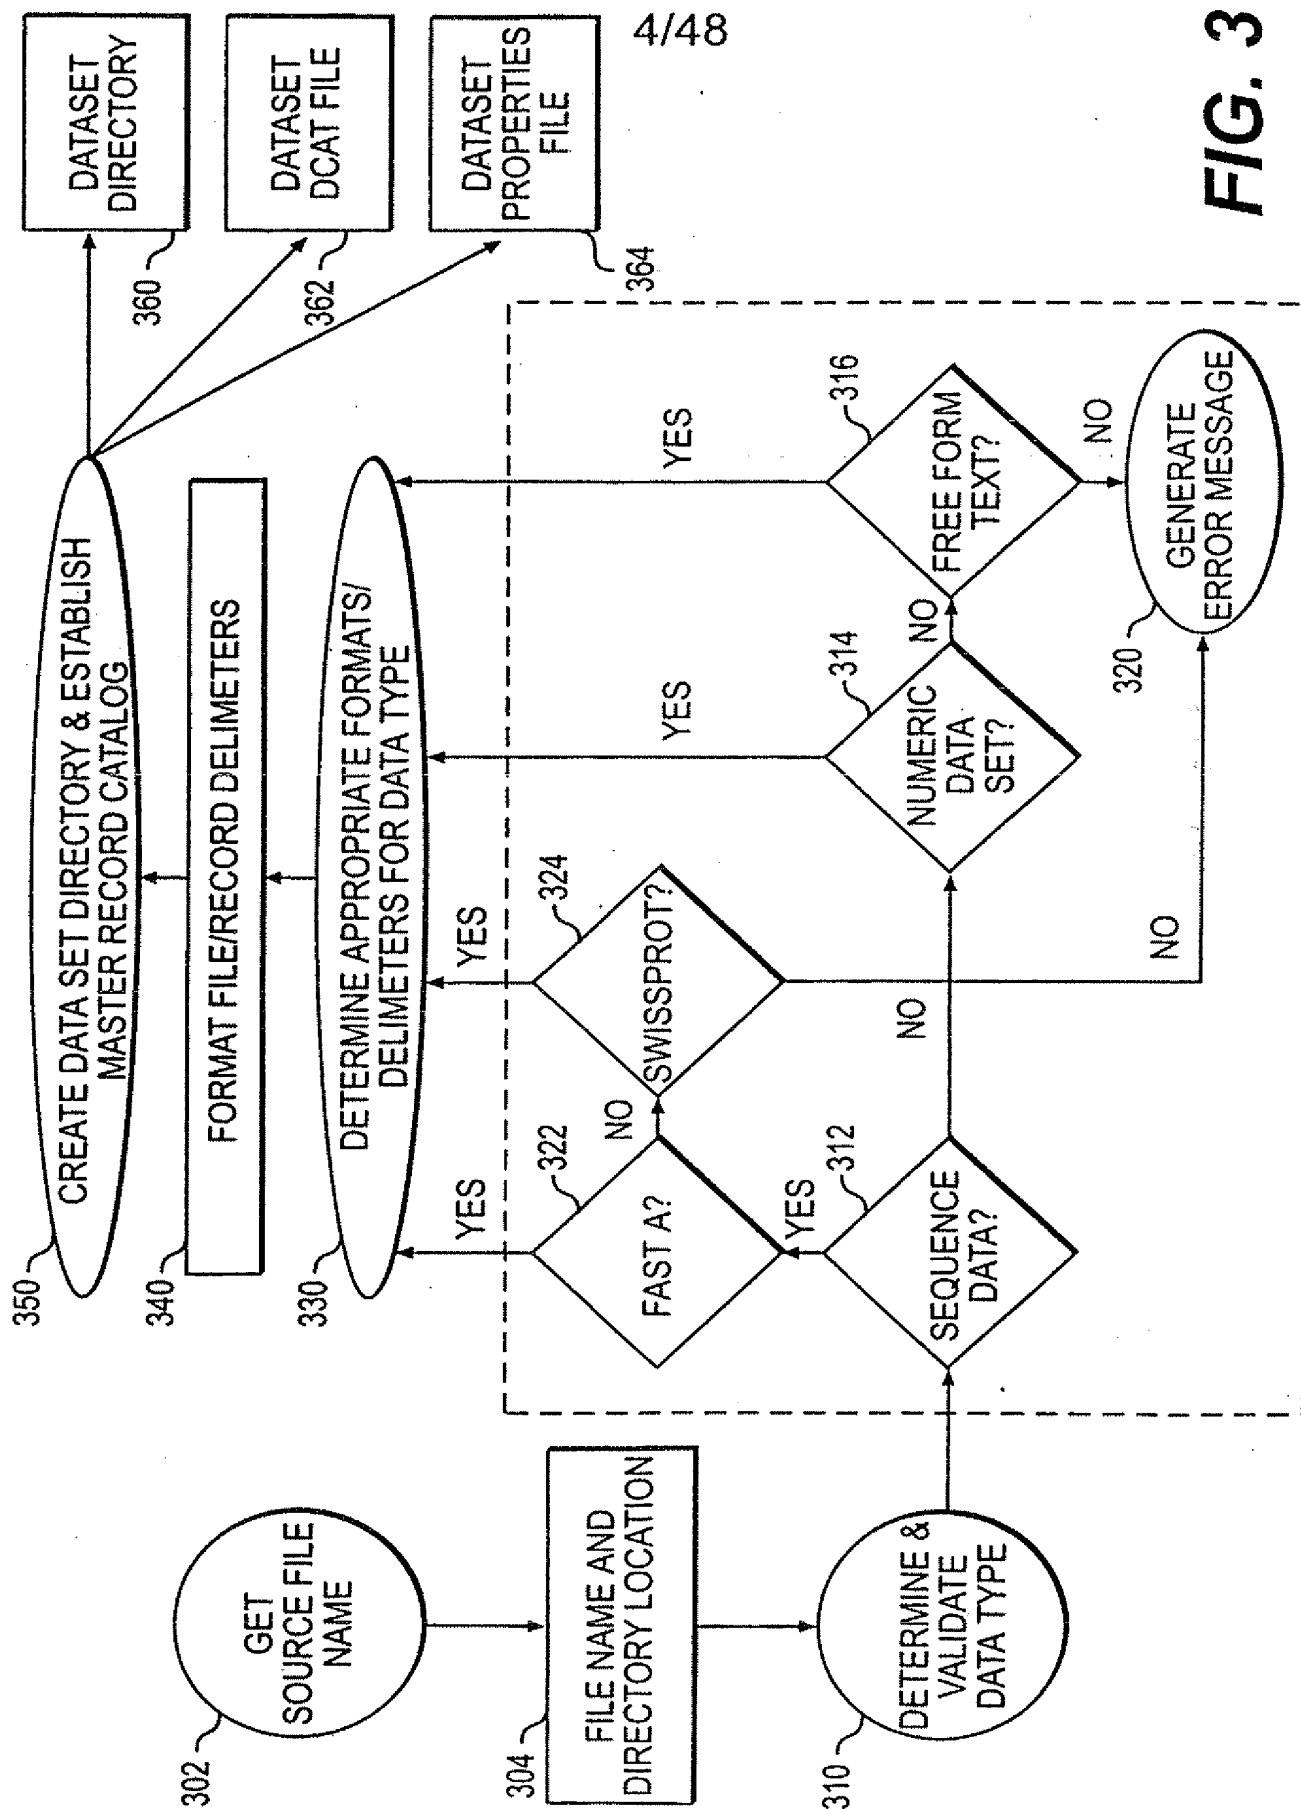 4/48
GET
SOURCE FILE
NAME
302
FILE NAME AND
DIRECTORY LOCATION
304
DETERMINE &
VALIDATE
DATA TYPE
310
SEQUENCE
DATA?
312
YES
NO
FAST A?
322
YES
NO
SWISSPROT?
324
YES
NO
NUMERIC
DATA
SET?
314
YES
NO
FREE FORM
TEXT?
316
YES
NO
GENERATE
ERROR MESSAGE
320
DETERMINE APPROPRIATE FORMATS/
DELIMETERS FOR DATA TYPE
330
FORMAT FILE/RECORD DELIMETERS
340
CREATE DATA SET DIRECTORY & ESTABLISH
MASTER RECORD CATALOG
350
DATASET
DIRECTORY
360
DATASET
DCAT FILE
362
DATASET
PROPERTIES
FILE
364
FIG. 3